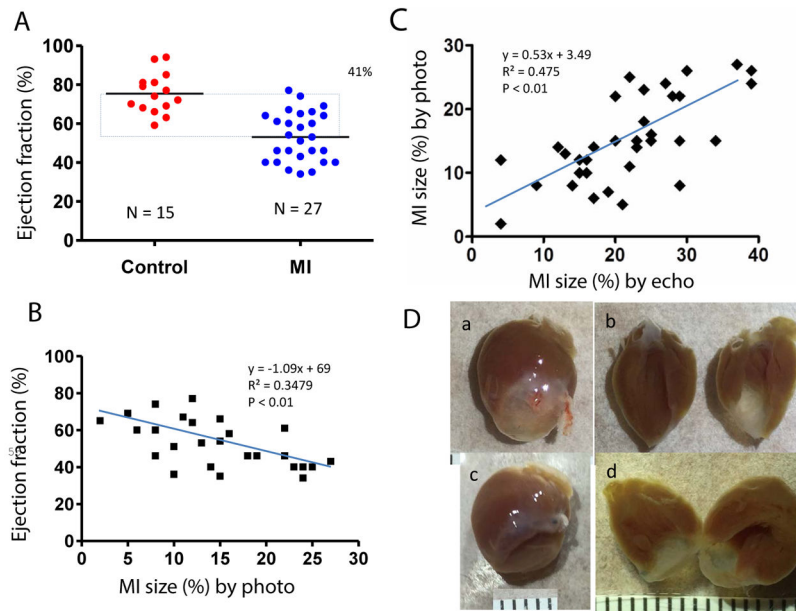 A
Ejection fraction (%)
100
80
60
40
20
0
41%
N = 15
N = 27
Control
MI
B
Ejection fraction (%)
100
80
60
40
20
0
y = -1.09x + 69
R² = 0.3479
P < 0.01
S
0
5
10
15
20
25
30
MI size (%) by photo
C
MI size (%) by photo
30
20
10
0
y = 0.53x + 3.49
R² = 0.475
P < 0.01
0
10
20
30
40
MI size (%) by echo
D
a
b
c
d